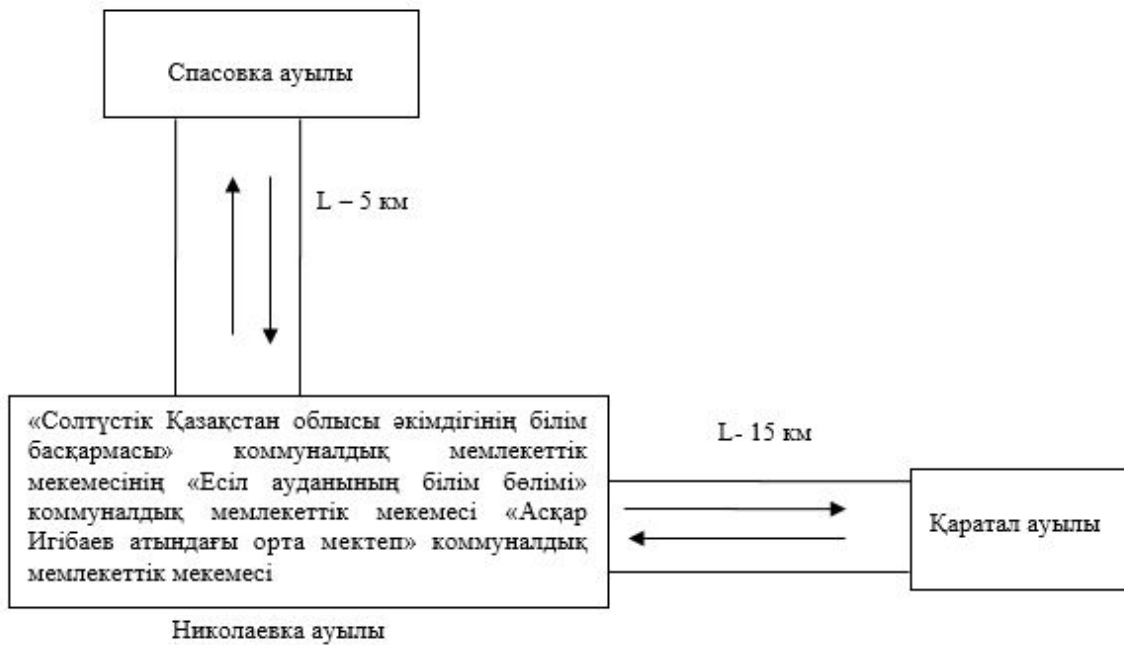 Спасовка ауылы
L – 5 км
«Солтүстік Қазақстан облысы әкімдігінің білім
басқармасы» коммуналдық мемлекеттік
мекемесінің «Есіл ауданының білім бөлімі»
коммуналдық мемлекеттік мекемесі «Асқар
Игібаев атындағы орта мектеп» коммуналдық
мемлекеттік мекемесі
L- 15 км
Қаратал ауылы
Николаевка ауылы